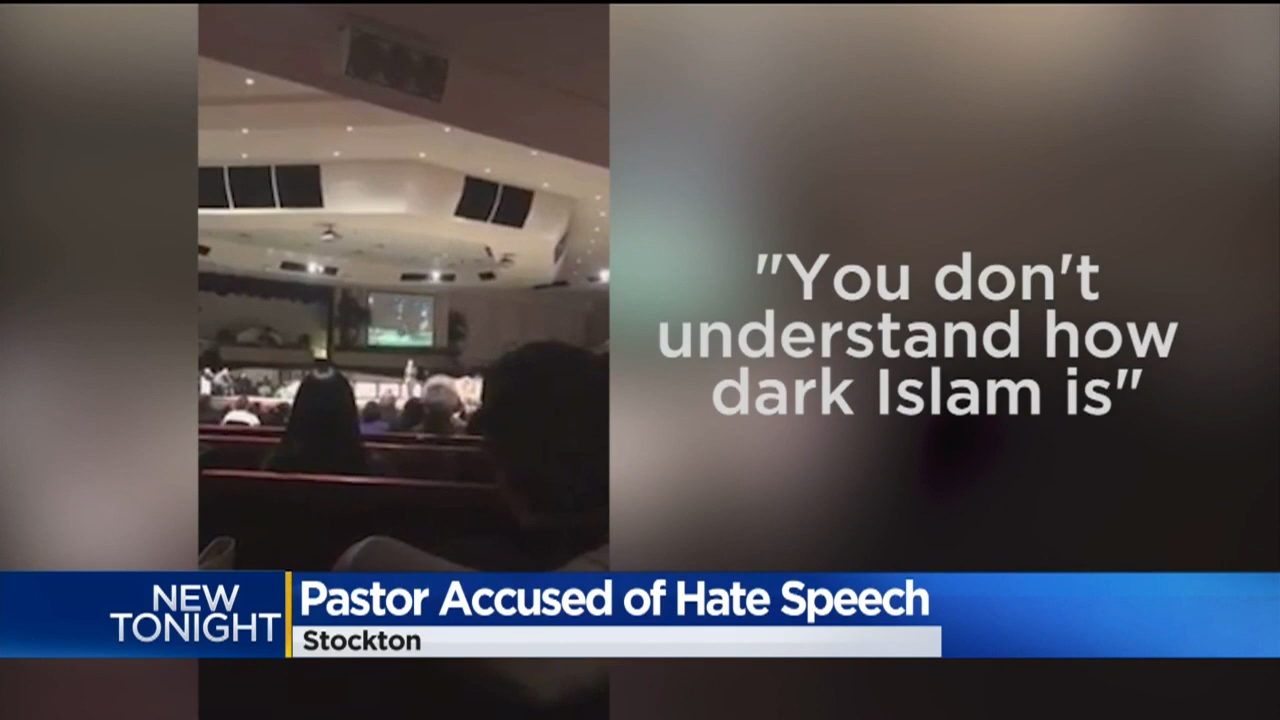 "You don't
understand how
dark Islam is"
NEW
TONIGHT
Pastor Accused of Hate Speech
Stockton